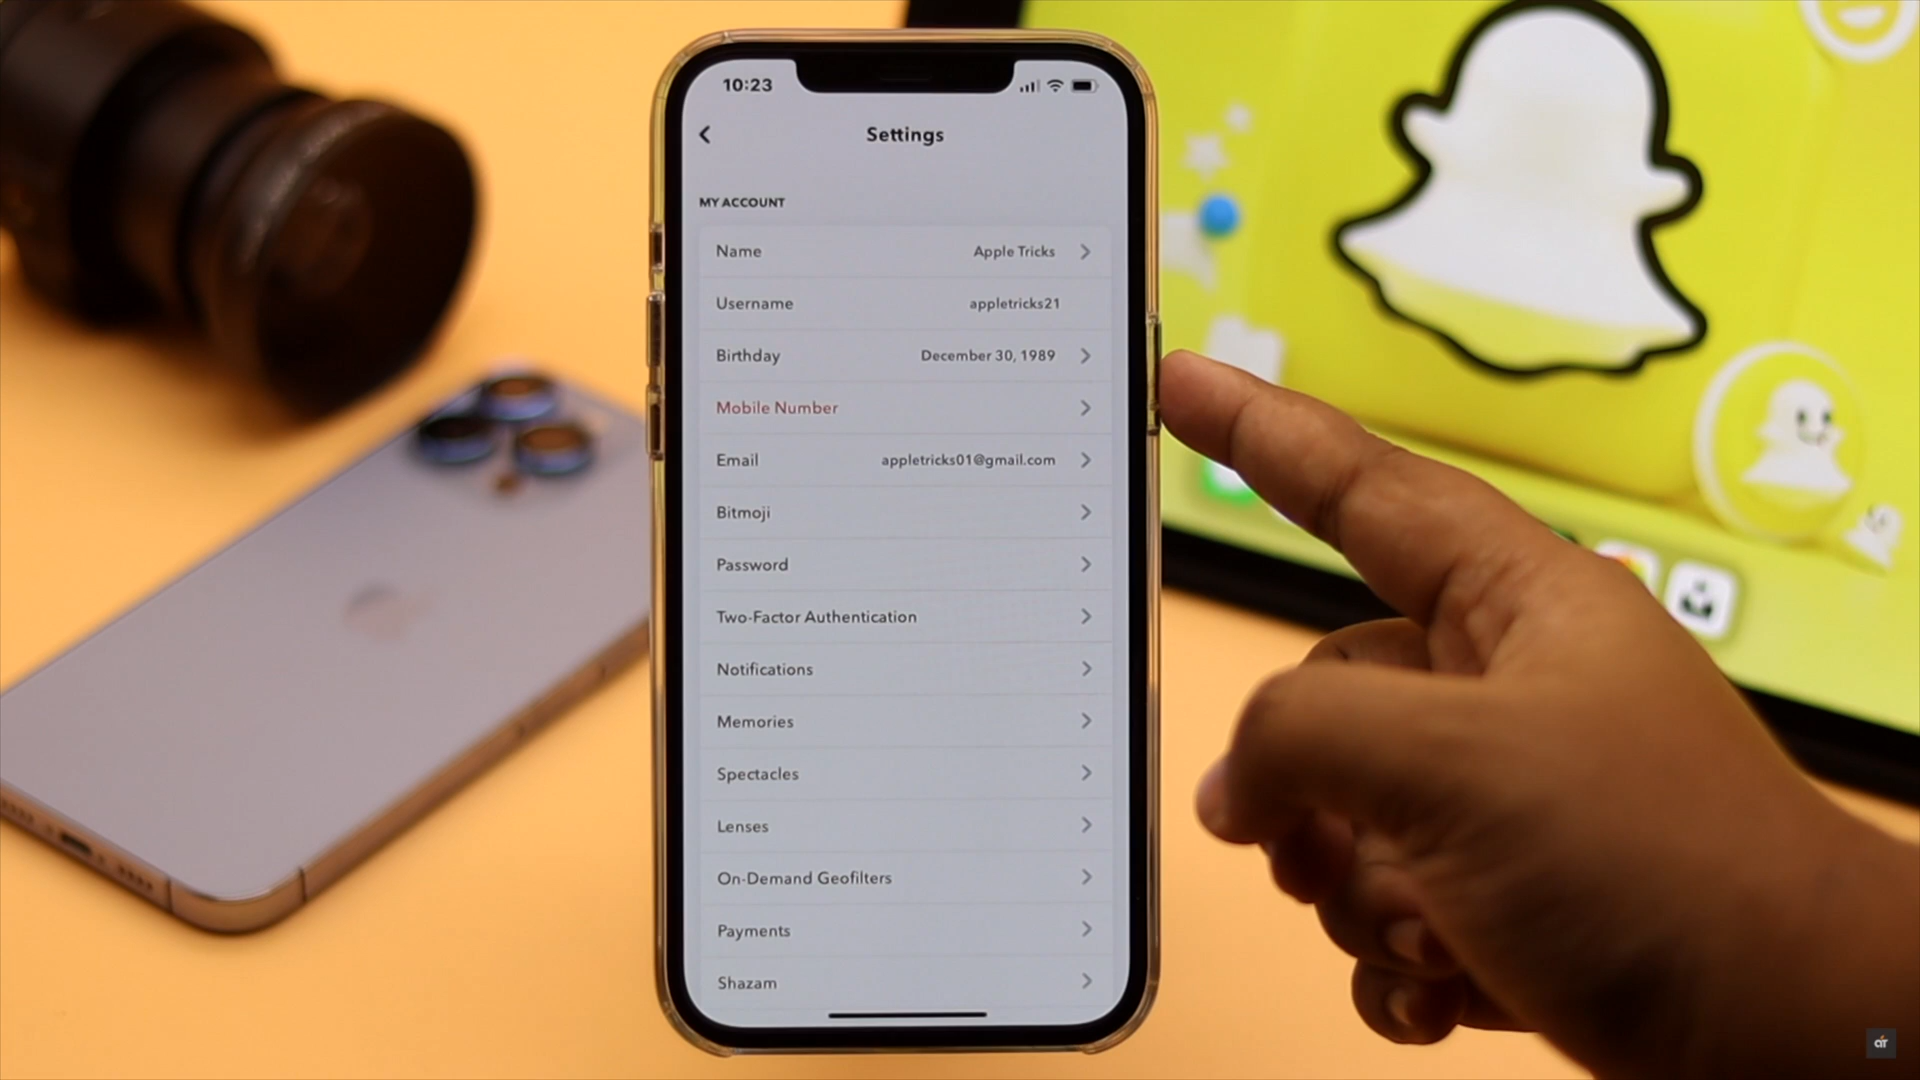 10:23
Settings
MY ACCOUNT
Name Apple Tricks
Username appletricks21
Birthday December 30, 1989
Mobile Number
Email appletricks01@gmail.com
Bitmoji
Password
Two-Factor Authentication
Notifications
Memories
Spectacles
Lenses
On-Demand Geofilters
Payments
Shazam